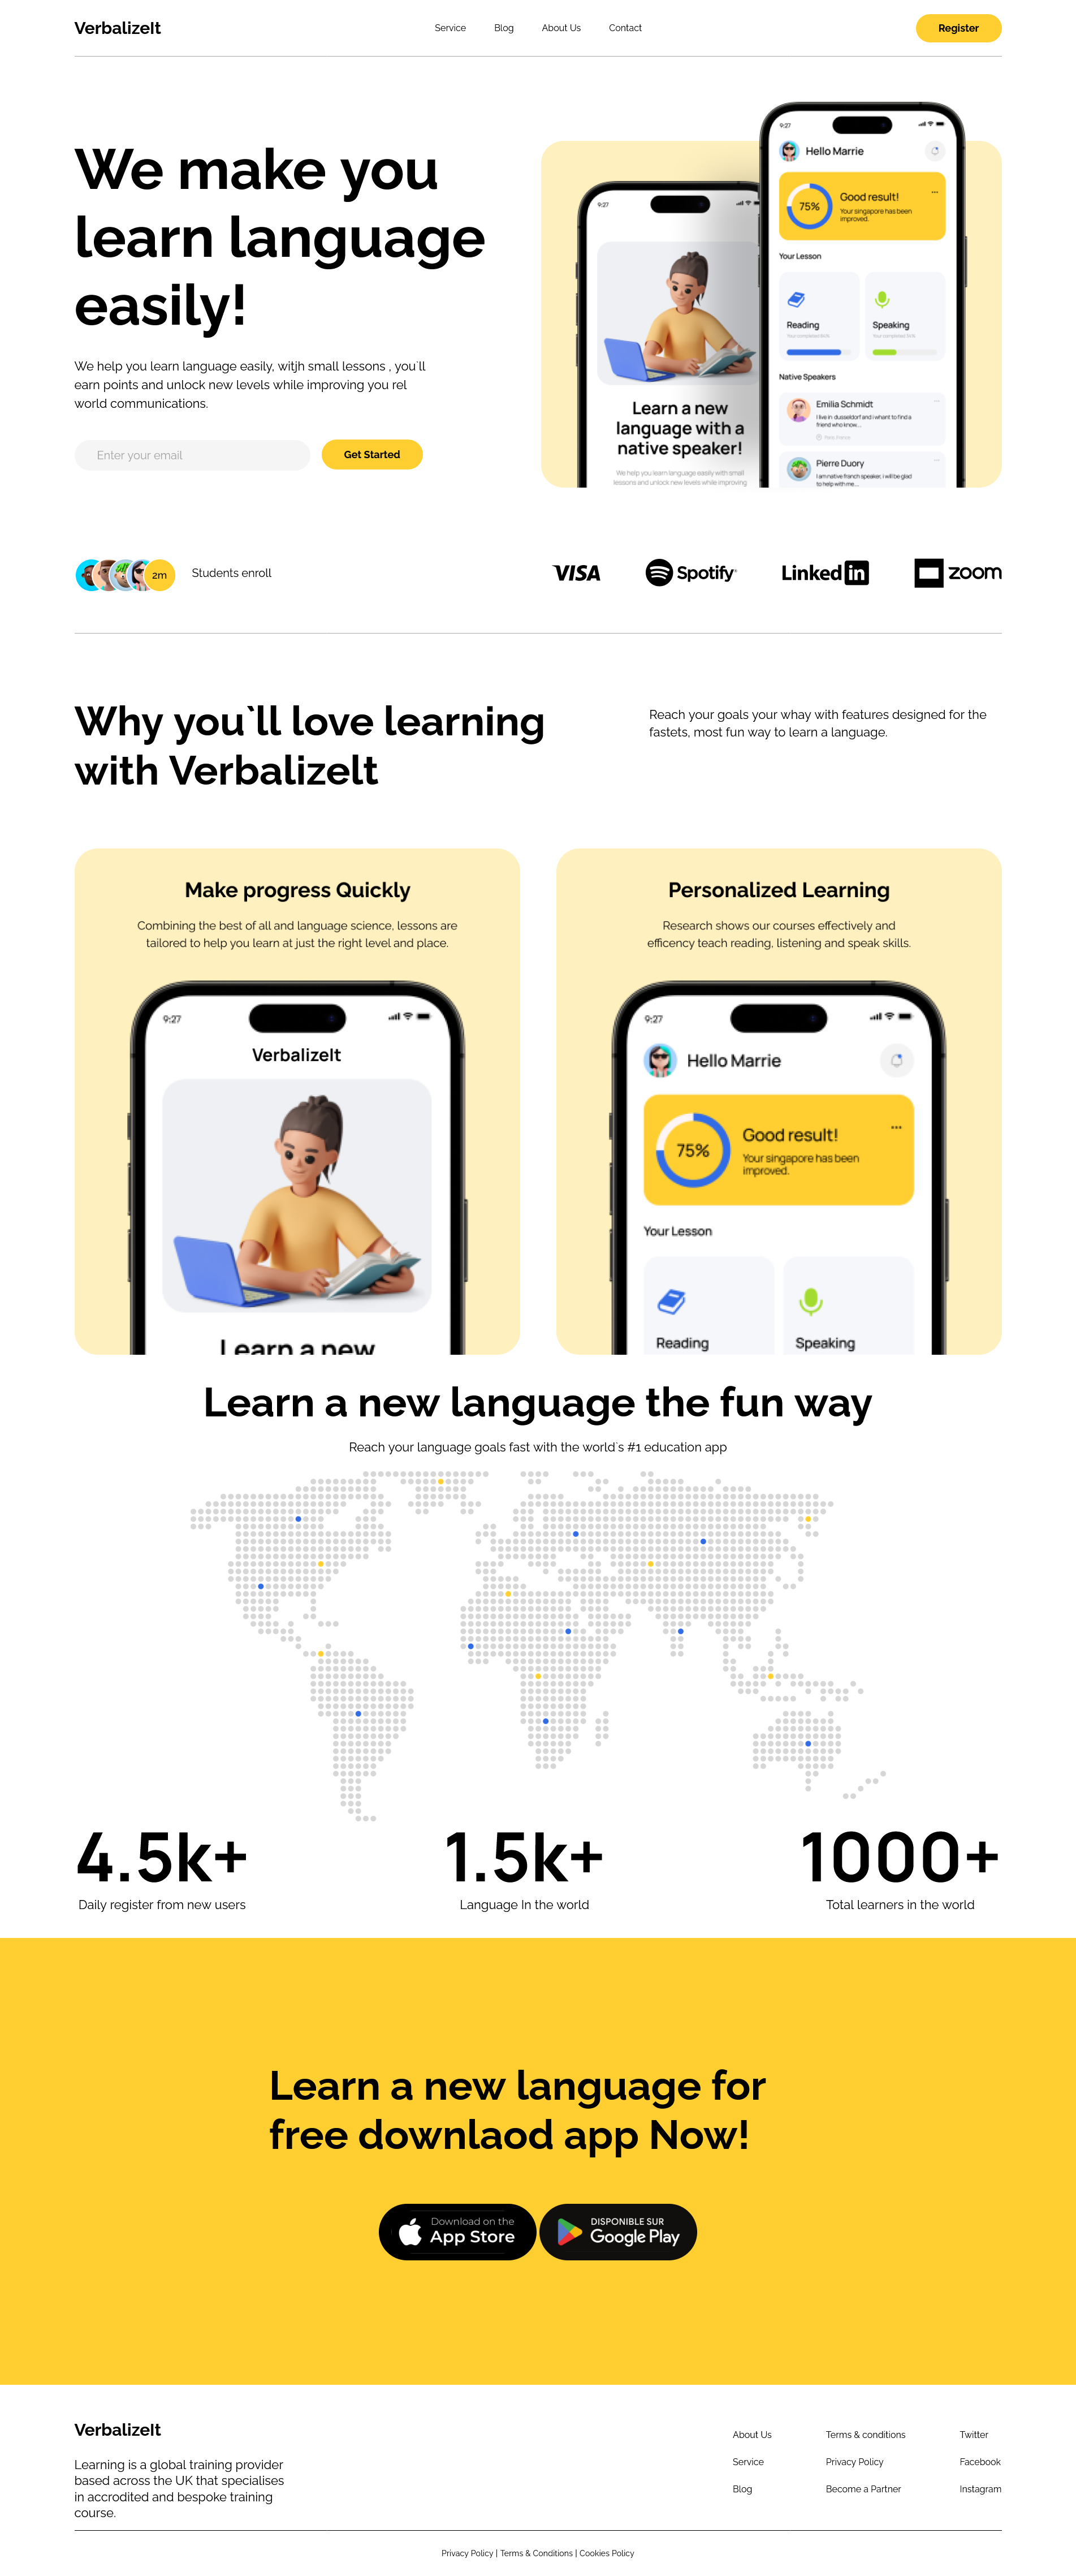 VerbalizeIt
Service
Blog
About Us
Contact
Register
We make you
learn language
easily!
We help you learn language easily, witjh small lessons , you`ll
earn points and unlock new levels while improving you rel
world communications.
Enter your email
Get Started
9:27
Learn a new
language with a
native speaker!
We help you learn language easily with small
lessons and unlock new levels while improving
9:27
Hello Marrie
75%
Good result!
Your singapore has been
improved.
Your Lesson
Reading
Speaking
Native Speakers
Emilia Schmidt
I live in dusseldorf and i whant to find a
friend who know...
Paris, France
Pierre Duory
I am native franch speaker, i will be glad
to help with me...
2m
Students enroll
VISA
Spotify
Linked in
zoom
Why you`ll love learning
with VerbalizeIt
Reach your goals your whay with features designed for the
fastets, most fun way to learn a language.
Make progress Quickly
Combining the best of all and language science, lessons are
tailored to help you learn at just the right level and place.
9:27
VerbalizeIt
Learn a new
Personalized Learning
Research shows our courses effectively and
efficency teach reading, listening and speak skills.
9:27
Hello Marrie
75%
Good result!
Your singapore has been
improved.
Your Lesson
Reading
Speaking
Learn a new language the fun way
Reach your language goals fast with the world`s #1 education app
4.5k+
Daily register from new users
1.5k+
Language In the world
1000+
Total learners in the world
Learn a new language for
free downlaod app Now!
Download on the
App Store
DISPONIBLE SUR
Google Play
VerbalizeIt
Learning is a global training provider
based across the UK that specialises
in accrodited and bespoke training
course.
About Us
Service
Blog
Terms & conditions
Privacy Policy
Become a Partner
Twitter
Facebook
Instagram
Privacy Policy | Terms & Conditions | Cookies Policy